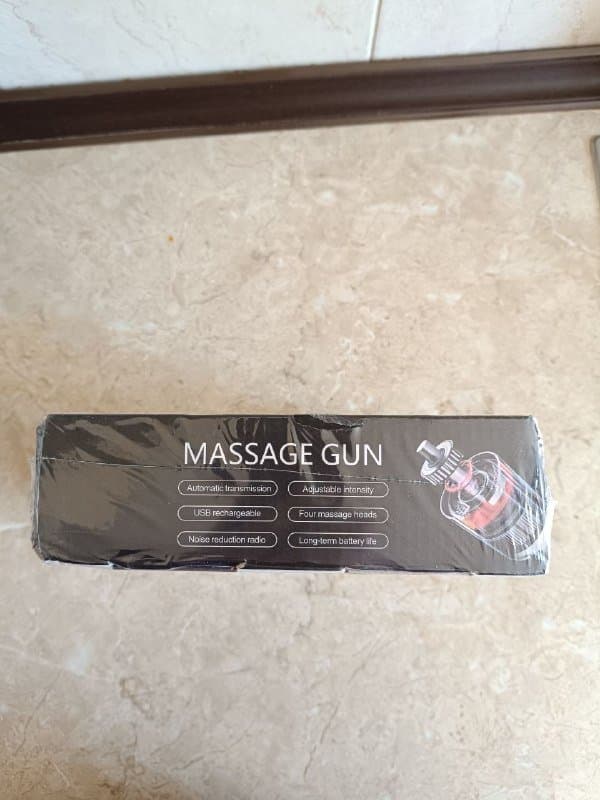 MASSAGE GUN
Automatic transmission Adjustable intensity
USB rechargeable Four massage heads
Noise reduction radio Long-term battery life